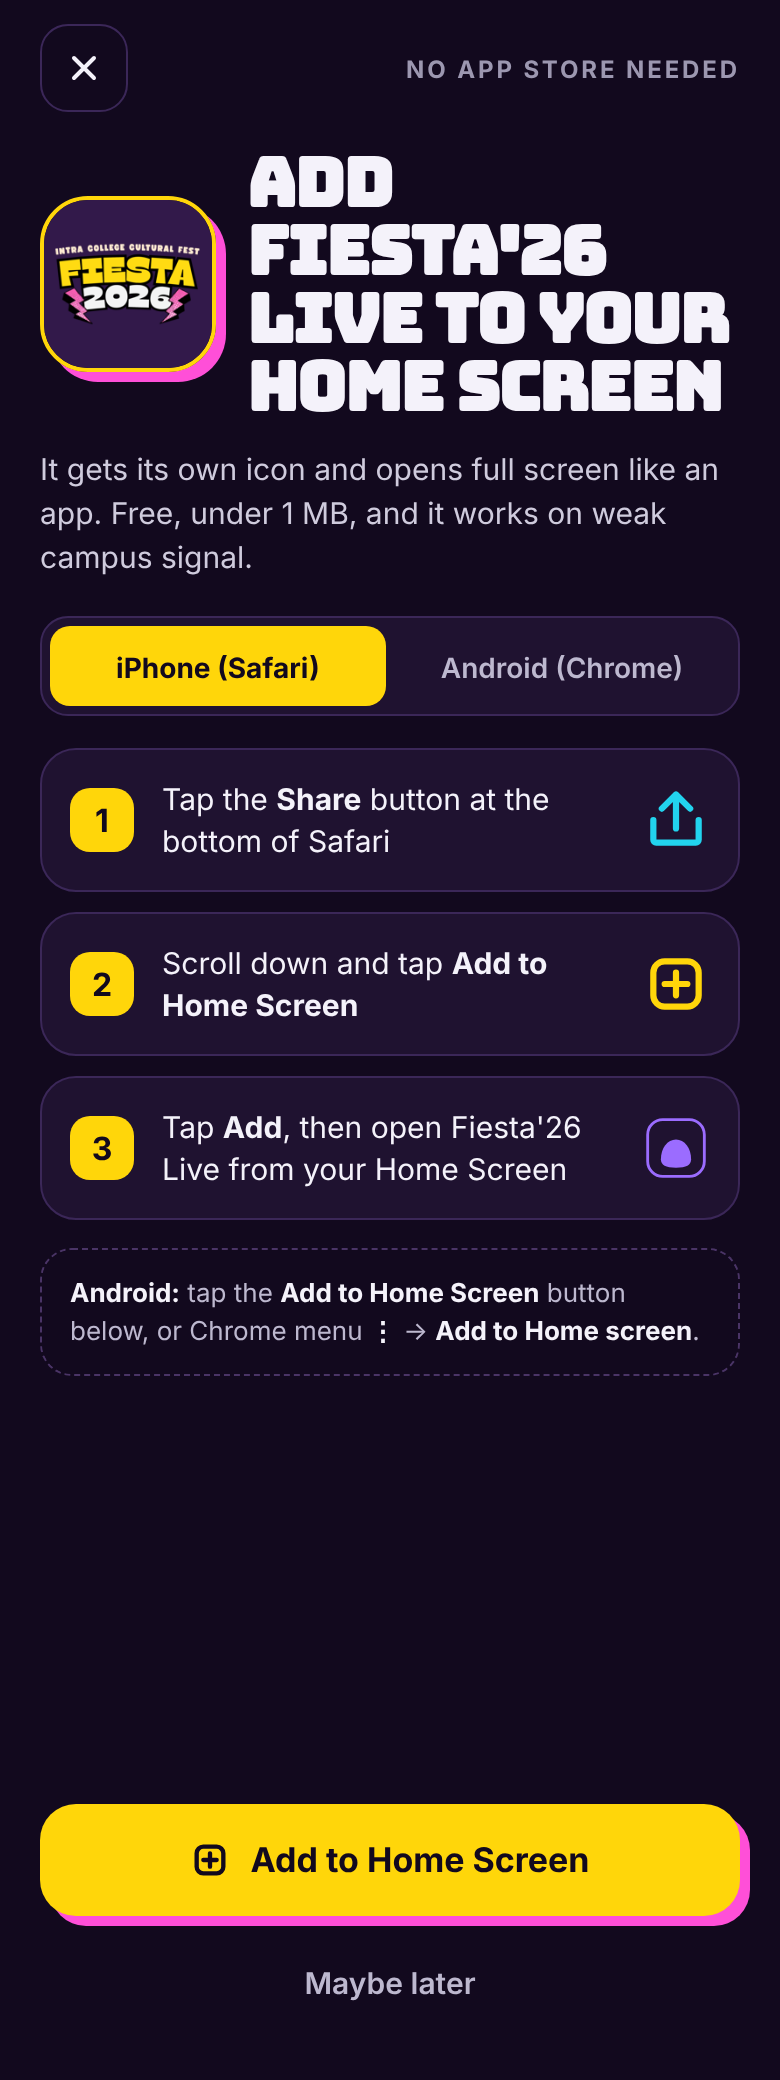 NO APP STORE NEEDED
INTRA COLLEGE CULTURAL FEST
FIESTA
2026
ADD
FIESTA'26
LIVE TO YOUR
HOME SCREEN
It gets its own icon and opens full screen like an
app. Free, under 1 MB, and it works on weak
campus signal.
iPhone (Safari)
Android (Chrome)
1
Tap the Share button at the
bottom of Safari
2
Scroll down and tap Add to
Home Screen
3
Tap Add, then open Fiesta'26
Live from your Home Screen
Android: tap the Add to Home Screen button
below, or Chrome menu ⋮ → Add to Home screen.
Add to Home Screen
Maybe later